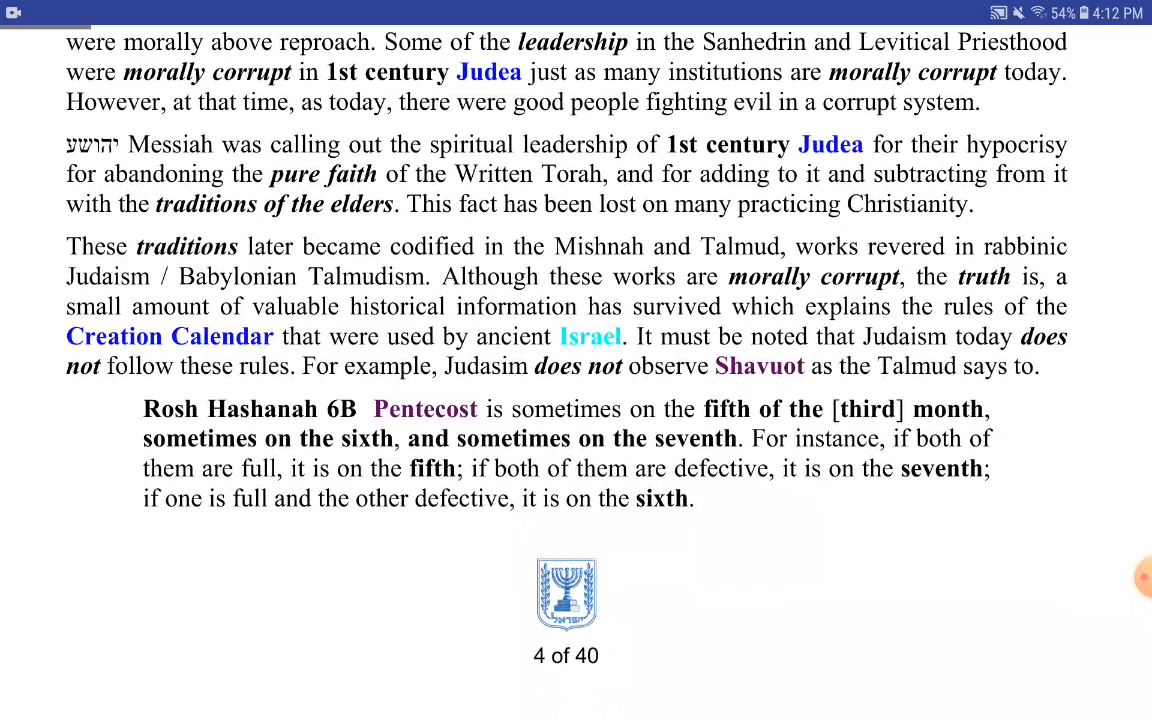 54% 4:12 PM
were morally above reproach. Some of the leadership in the Sanhedrin and Levitical Priesthood
were morally corrupt in 1st century Judea just as many institutions are morally corrupt today.
However, at that time, as today, there were good people fighting evil in a corrupt system.
יהושע Messiah was calling out the spiritual leadership of 1st century Judea for their hypocrisy
for abandoning the pure faith of the Written Torah, and for adding to it and subtracting from it
with the traditions of the elders. This fact has been lost on many practicing Christianity.
These traditions later became codified in the Mishnah and Talmud, works revered in rabbinic
Judaism / Babylonian Talmudism. Although these works are morally corrupt, the truth is, a
small amount of valuable historical information has survived which explains the rules of the
Creation Calendar that were used by ancient Israel. It must be noted that Judaism today does
not follow these rules. For example, Judasim does not observe Shavuot as the Talmud says to.
Rosh Hashanah 6B Pentecost is sometimes on the fifth of the [third] month,
sometimes on the sixth, and sometimes on the seventh. For instance, if both of
them are full, it is on the fifth; if both of them are defective, it is on the seventh;
if one is full and the other defective, it is on the sixth.
ישראל
4 of 40